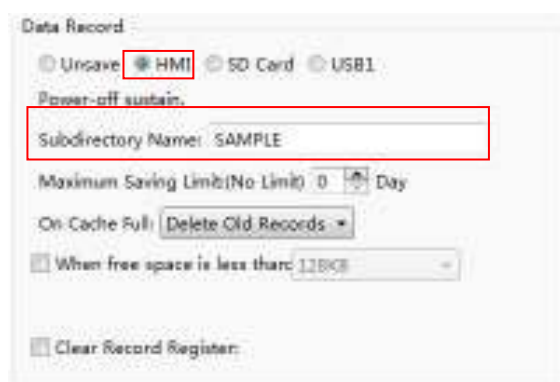 Data Record
Unsave HMI SD Card USB1
Power-off sustain.
Subdirectory Name: SAMPLE
Maximum Saving Limit:(No Limit) 0 Day
On Cache Full: Delete Old Records
When free space is less than: 128KB
Clear Record Register: